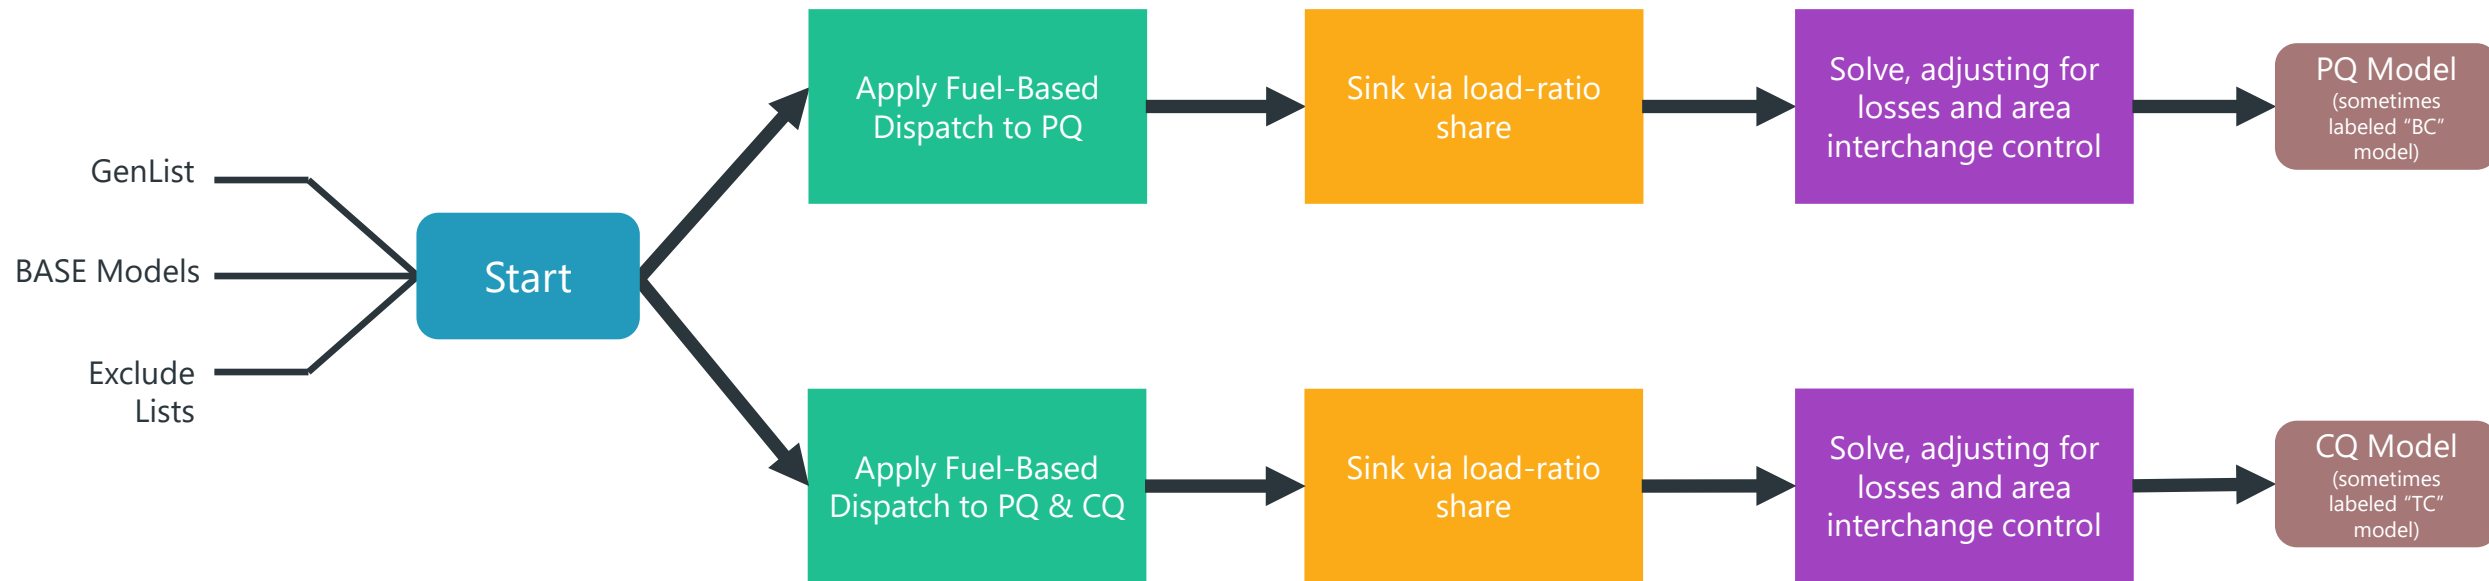 GenList
BASE Models
Exclude
Lists
Start
Apply Fuel-Based
Dispatch to PQ
Sink via load-ratio
share
Solve, adjusting for
losses and area
interchange control
PQ Model
(sometimes
labeled “BC”
model)
Apply Fuel-Based
Dispatch to PQ & CQ
Sink via load-ratio
share
Solve, adjusting for
losses and area
interchange control
CQ Model
(sometimes
labeled “TC”
model)